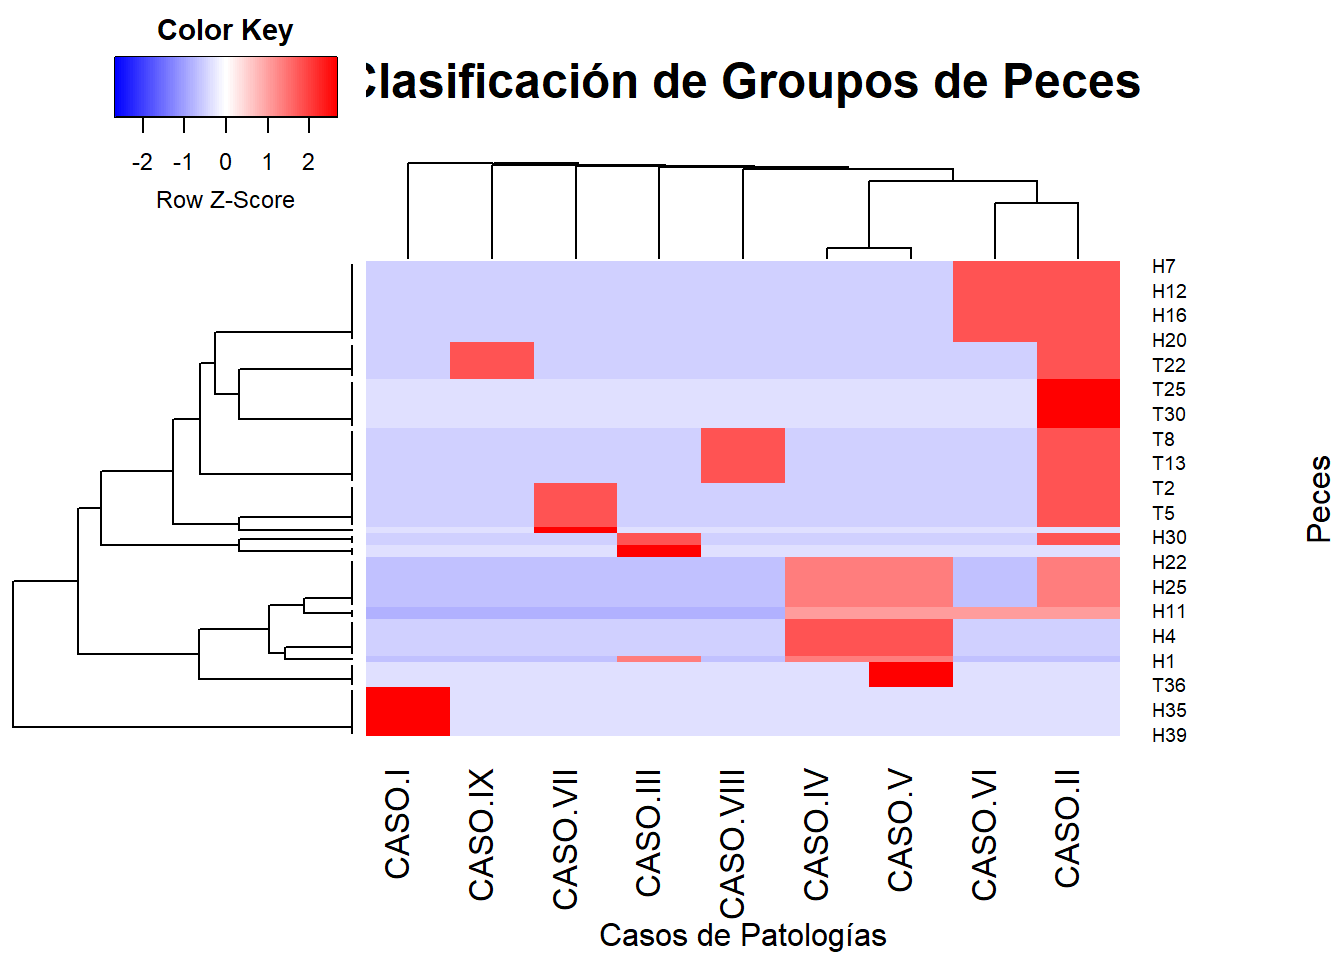 Color Key
-2 -1 0 1 2
Row Z-Score
Clasificación de Groupos de Peces
H7
H12
H16
H20
T22
T25
T30
T8
T13
T2
T5
H30
H22
H25
H11
H4
H1
T36
H35
H39
Peces
CASO.I
CASO.IX
CASO.VII
CASO.III
CASO.VIII
CASO.IV
CASO.V
CASO.VI
CASO.II
Casos de Patologías